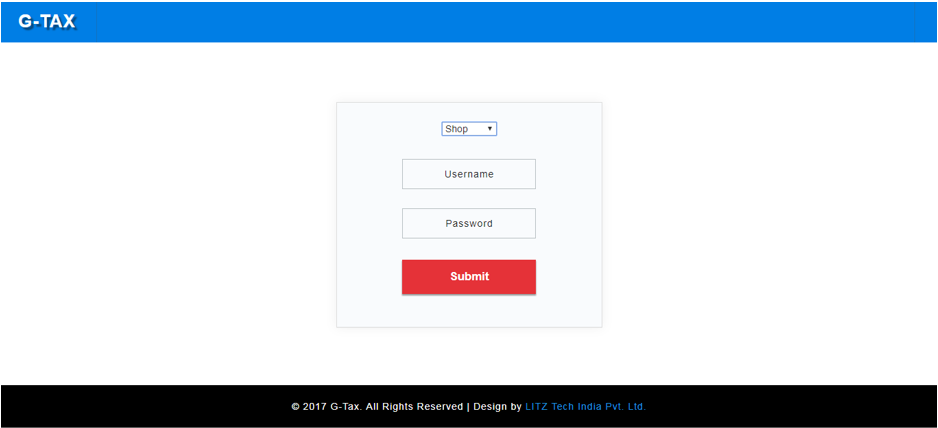 G-TAX
Shop
Username
Password
Submit
© 2017 G-Tax. All Rights Reserved | Design by LITZ Tech India Pvt. Ltd.